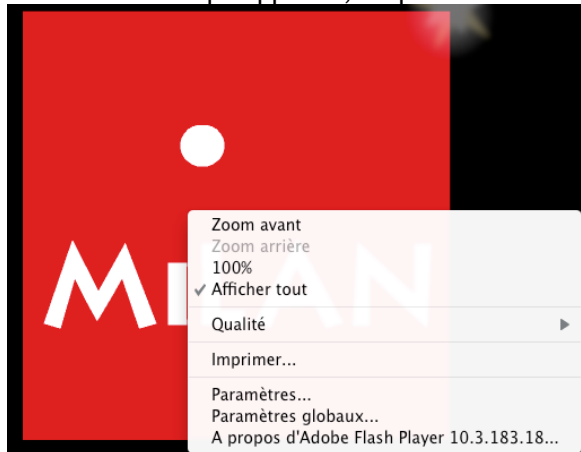 MiLAN
Zoom avant
Zoom arrière
100%
Afficher tout
Qualité
Imprimer...
Paramètres...
Paramètres globaux...
A propos d'Adobe Flash Player 10.3.183.18...